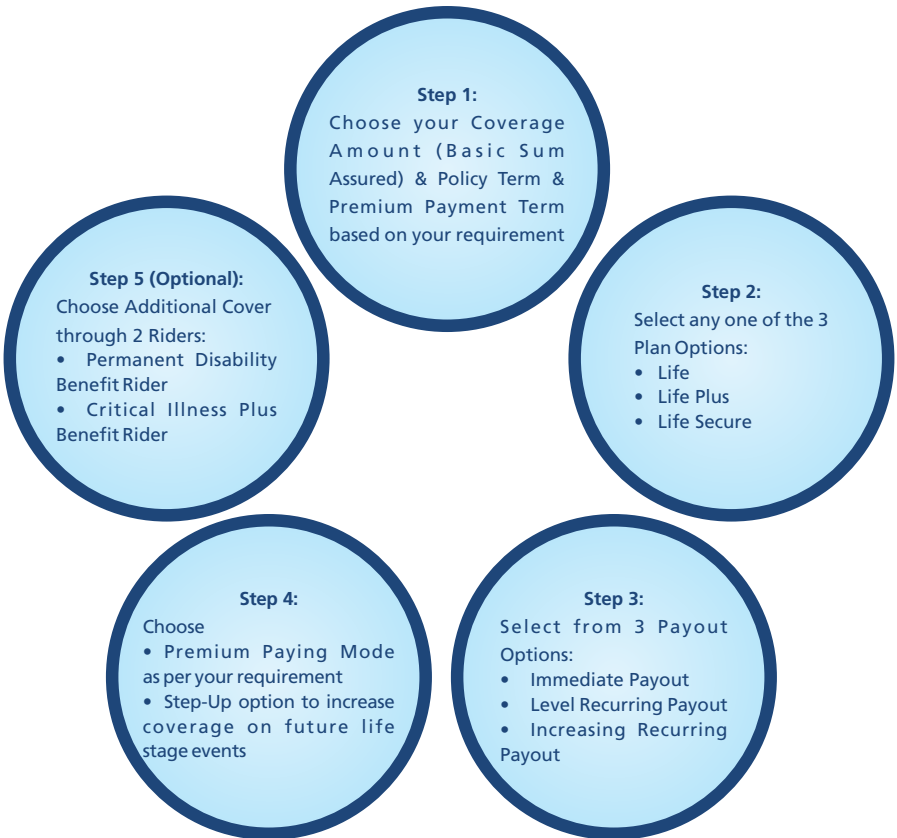 Step 1:
Choose your Coverage
Amount (Basic Sum
Assured) & Policy Term &
Premium Payment Term
based on your requirement
Step 2:
Select any one of the 3
Plan Options:
• Life
• Life Plus
• Life Secure
Step 3:
Select from 3 Payout
Options:
• Immediate Payout
• Level Recurring Payout
• Increasing Recurring
Payout
Step 4:
Choose
• Premium Paying Mode
as per your requirement
• Step-Up option to increase
coverage on future life
stage events
Step 5 (Optional):
Choose Additional Cover
through 2 Riders:
• Permanent Disability
Benefit Rider
• Critical Illness Plus
Benefit Rider